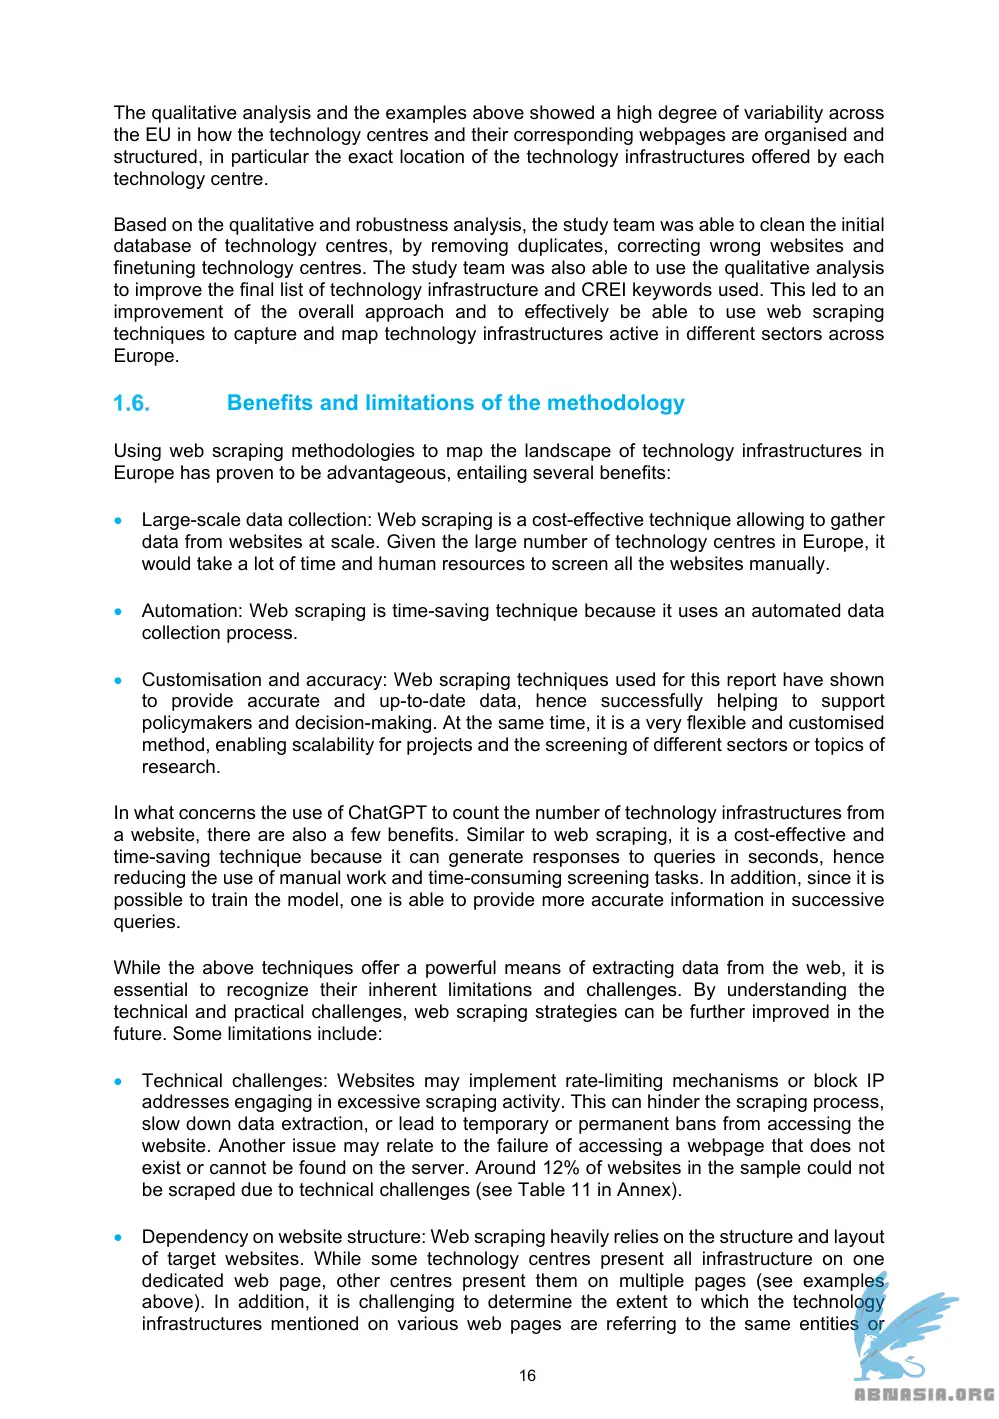 The qualitative analysis and the examples above showed a high degree of variability across
the EU in how the technology centres and their corresponding webpages are organised and
structured, in particular the exact location of the technology infrastructures offered by each
technology centre.
Based on the qualitative and robustness analysis, the study team was able to clean the initial
database of technology centres, by removing duplicates, correcting wrong websites and
finetuning technology centres. The study team was also able to use the qualitative analysis
to improve the final list of technology infrastructure and CREI keywords used. This led to an
improvement of the overall approach and to effectively be able to use web scraping
techniques to capture and map technology infrastructures active in different sectors across
Europe.
1.6. Benefits and limitations of the methodology
Using web scraping methodologies to map the landscape of technology infrastructures in
Europe has proven to be advantageous, entailing several benefits:
• Large-scale data collection: Web scraping is a cost-effective technique allowing to gather
data from websites at scale. Given the large number of technology centres in Europe, it
would take a lot of time and human resources to screen all the websites manually.
• Automation: Web scraping is time-saving technique because it uses an automated data
collection process.
• Customisation and accuracy: Web scraping techniques used for this report have shown
to provide accurate and up-to-date data, hence successfully helping to support
policymakers and decision-making. At the same time, it is a very flexible and customised
method, enabling scalability for projects and the screening of different sectors or topics of
research.
In what concerns the use of ChatGPT to count the number of technology infrastructures from
a website, there are also a few benefits. Similar to web scraping, it is a cost-effective and
time-saving technique because it can generate responses to queries in seconds, hence
reducing the use of manual work and time-consuming screening tasks. In addition, since it is
possible to train the model, one is able to provide more accurate information in successive
queries.
While the above techniques offer a powerful means of extracting data from the web, it is
essential to recognize their inherent limitations and challenges. By understanding the
technical and practical challenges, web scraping strategies can be further improved in the
future. Some limitations include:
• Technical challenges: Websites may implement rate-limiting mechanisms or block IP
addresses engaging in excessive scraping activity. This can hinder the scraping process,
slow down data extraction, or lead to temporary or permanent bans from accessing the
website. Another issue may relate to the failure of accessing a webpage that does not
exist or cannot be found on the server. Around 12% of websites in the sample could not
be scraped due to technical challenges (see Table 11 in Annex).
• Dependency on website structure: Web scraping heavily relies on the structure and layout
of target websites. While some technology centres present all infrastructure on one
dedicated web page, other centres present them on multiple pages (see examples
above). In addition, it is challenging to determine the extent to which the technology
infrastructures mentioned on various web pages are referring to the same entities or
16
ABNASIA.ORG